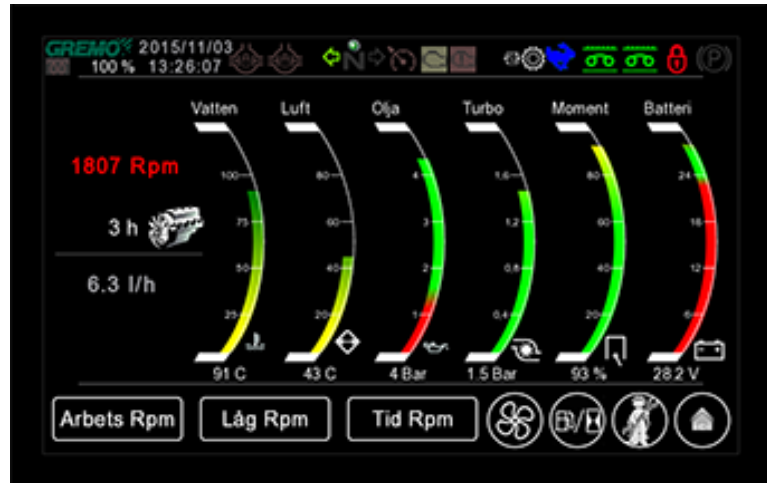 GREMO 2015/11/03
100 % 13:26:07
N
(P)
Vatten Luft Olja Turbo Moment Batteri
1807 Rpm
3 h
6.3 l/h
100 75 50 25
80 60 40 20
4 3 2 1
1,6 1,2 0,8 0,4
80 60 40 20
24 18 12 6
91 C 43 C 4 Bar 1.5 Bar 93 % 28.2 V
Arbets Rpm Låg Rpm Tid Rpm